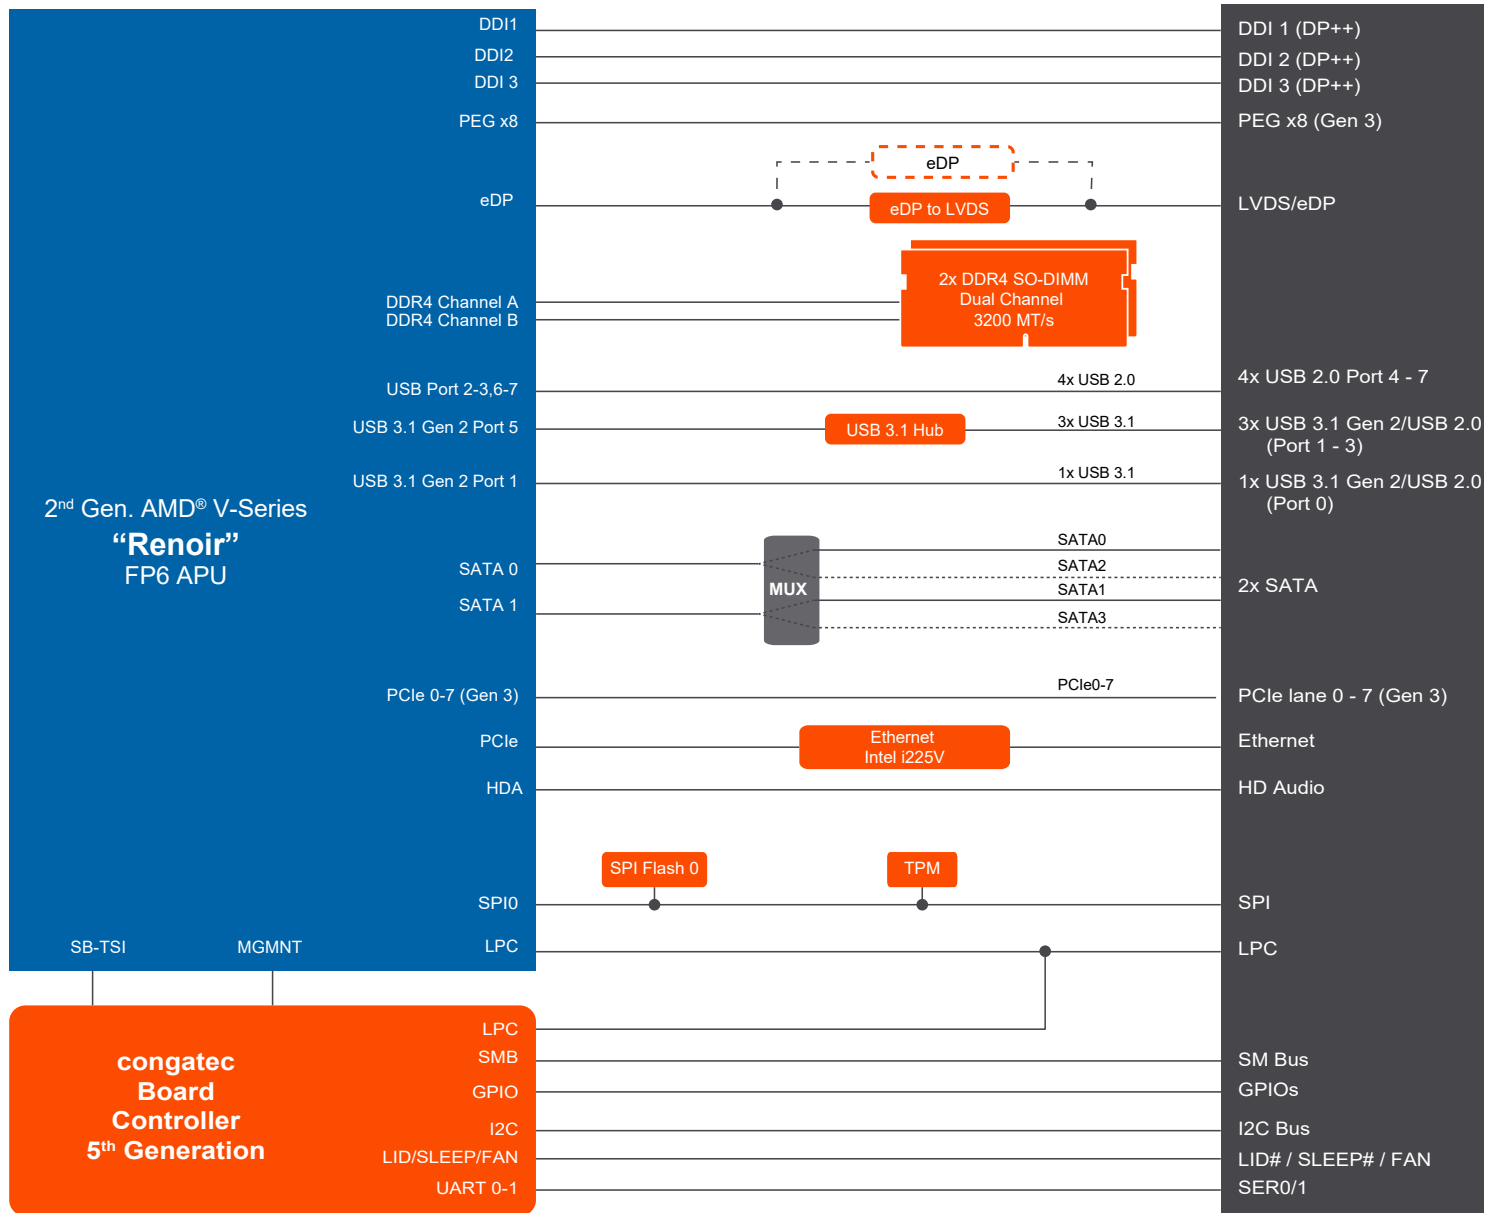 DDI1
DDI 1 (DP++)
DDI2
DDI 2 (DP++)
DDI 3
DDI 3 (DP++)
PEG x8
PEG x8 (Gen 3)
eDP
eDP
eDP to LVDS
LVDS/eDP
2x DDR4 SO-DIMM
Dual Channel
3200 MT/s
DDR4 Channel A
DDR4 Channel B
USB Port 2-3,6-7
4x USB 2.0
4x USB 2.0 Port 4 - 7
USB 3.1 Gen 2 Port 5
USB 3.1 Hub
3x USB 3.1
3x USB 3.1 Gen 2/USB 2.0
(Port 1 - 3)
USB 3.1 Gen 2 Port 1
1x USB 3.1
1x USB 3.1 Gen 2/USB 2.0
(Port 0)
2nd Gen. AMD® V-Series
“Renoir”
FP6 APU
SATA 0
SATA 1
MUX
SATA0
SATA2
SATA1
SATA3
2x SATA
PCIe 0-7 (Gen 3)
PCIe0-7
PCIe lane 0 - 7 (Gen 3)
PCIe
Ethernet
Intel i225V
Ethernet
HDA
HD Audio
SPI Flash 0
TPM
SPI0
SPI
SB-TSI
MGMNT
LPC
LPC
congatec
Board
Controller
5th Generation
LPC
SMB
SM Bus
GPIO
GPIOs
I2C
I2C Bus
LID/SLEEP/FAN
LID# / SLEEP# / FAN
UART 0-1
SER0/1